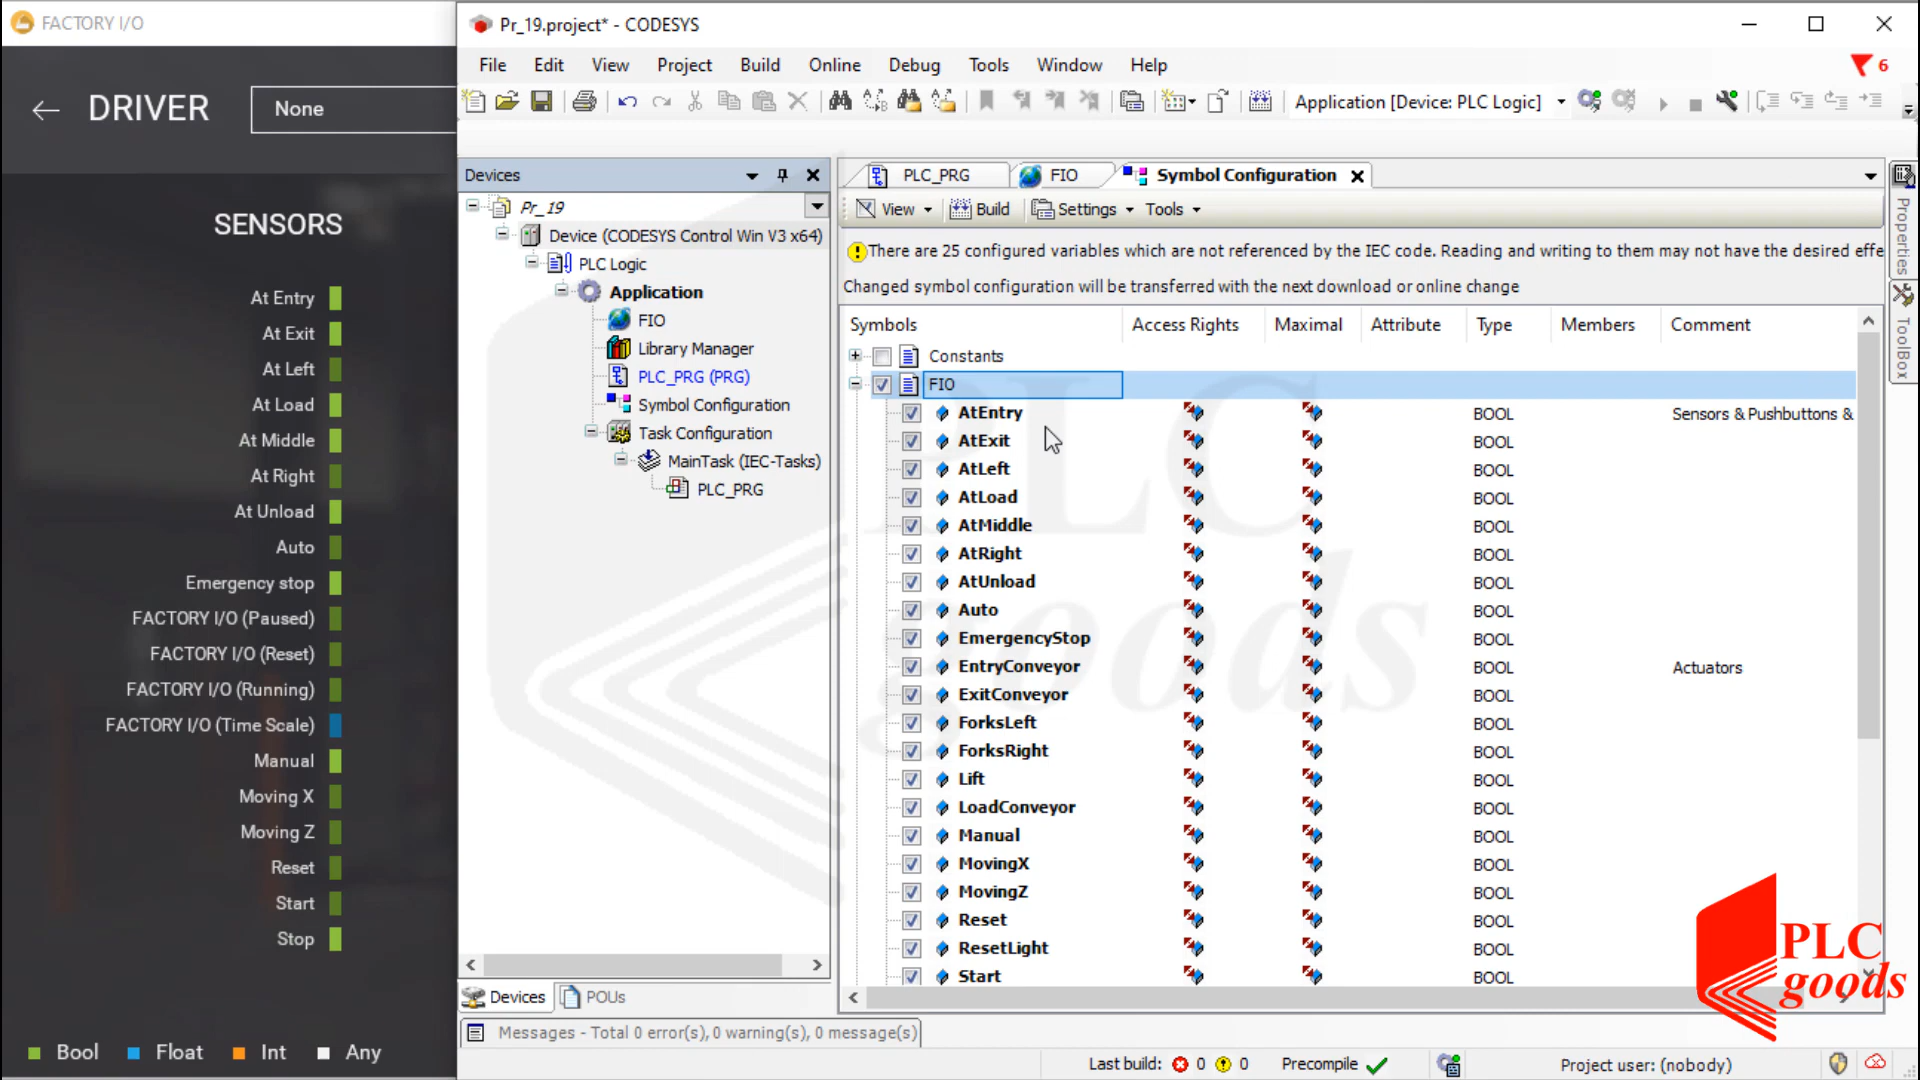 FACTORY I/O
DRIVER
None
SENSORS
At Entry
At Exit
At Left
At Load
At Middle
At Right
At Unload
Auto
Emergency stop
FACTORY I/O (Paused)
FACTORY I/O (Reset)
FACTORY I/O (Running)
FACTORY I/O (Time Scale)
Manual
Moving X
Moving Z
Reset
Start
Stop
Bool Float Int Any
Pr_19.project* - CODESYS
File Edit View Project Build Online Debug Tools Window Help
6
Application [Device: PLC Logic]
Devices
Pr_19
Device (CODESYS Control Win V3 x64)
PLC Logic
Application
FIO
Library Manager
PLC_PRG (PRG)
Symbol Configuration
Task Configuration
MainTask (IEC-Tasks)
PLC_PRG
Devices POUs
PLC_PRG FIO Symbol Configuration
View Build Settings Tools
There are 25 configured variables which are not referenced by the IEC code. Reading and writing to them may not have the desired effe
Changed symbol configuration will be transferred with the next download or online change
Symbols Access Rights Maximal Attribute Type Members Comment
Constants
FIO
AtEntry BOOL Sensors & Pushbuttons &
AtExit BOOL
AtLeft BOOL
AtLoad BOOL
AtMiddle BOOL
AtRight BOOL
AtUnload BOOL
Auto BOOL
EmergencyStop BOOL
EntryConveyor BOOL Actuators
ExitConveyor BOOL
ForksLeft BOOL
ForksRight BOOL
Lift BOOL
LoadConveyor BOOL
Manual BOOL
MovingX BOOL
MovingZ BOOL
Reset BOOL
ResetLight BOOL
Start BOOL
Properties
ToolBox
PLC
goods
PLC
goods
Messages - Total 0 error(s), 0 warning(s), 0 message(s)
Last build: 0 0 Precompile Project user: (nobody)